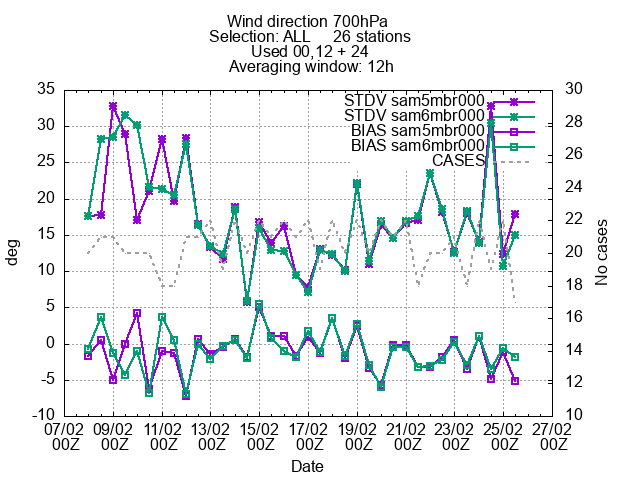 Wind direction 700hPa
Selection: ALL 26 stations
Used 00,12 + 24
Averaging window: 12h
35 30
STDV sam5mbr000
STDV sam6mbr000
BIAS sam5mbr000
BIAS sam6mbr000
CASES
30 28
25 26
20 24
15 22
10 20
5 18
0 16
-5 14
-10 12
10
deg
No cases
07/02 09/02 11/02 13/02 15/02 17/02 19/02 21/02 23/02 25/02 27/02
00Z 00Z 00Z 00Z 00Z 00Z 00Z 00Z 00Z 00Z 00Z
Date